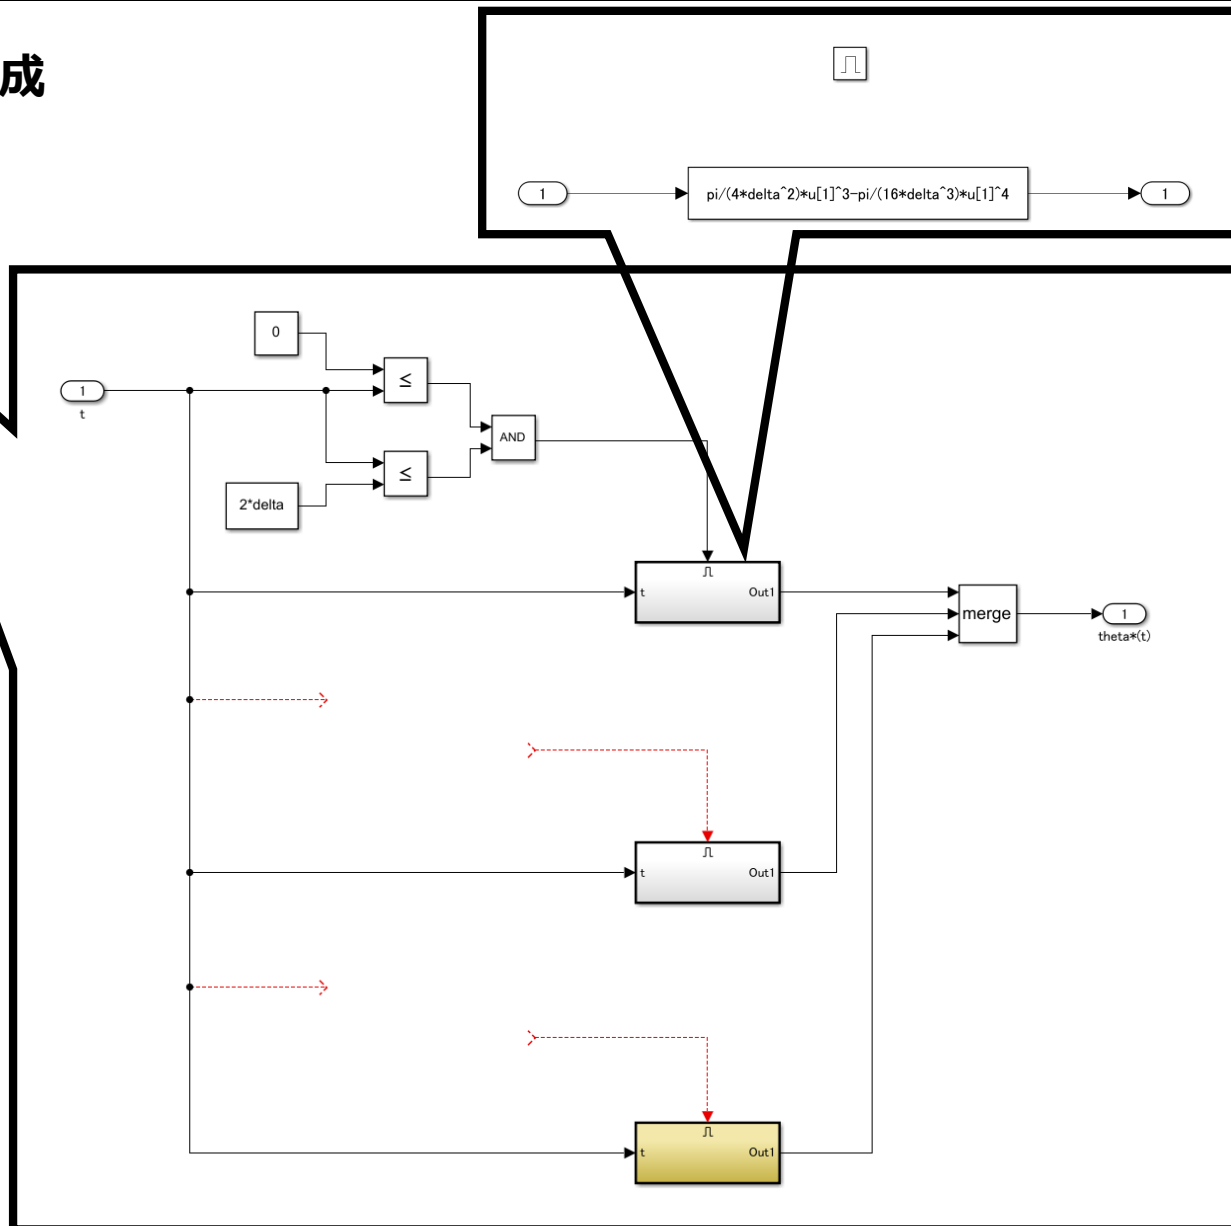 成
1
pi/(4*delta^2)*u[1]^3-pi/(16*delta^3)*u[1]^4
1
0
≤
1
t
AND
≤
2*delta
t
Out1
merge
1
theta*(t)
t
Out1
t
Out1